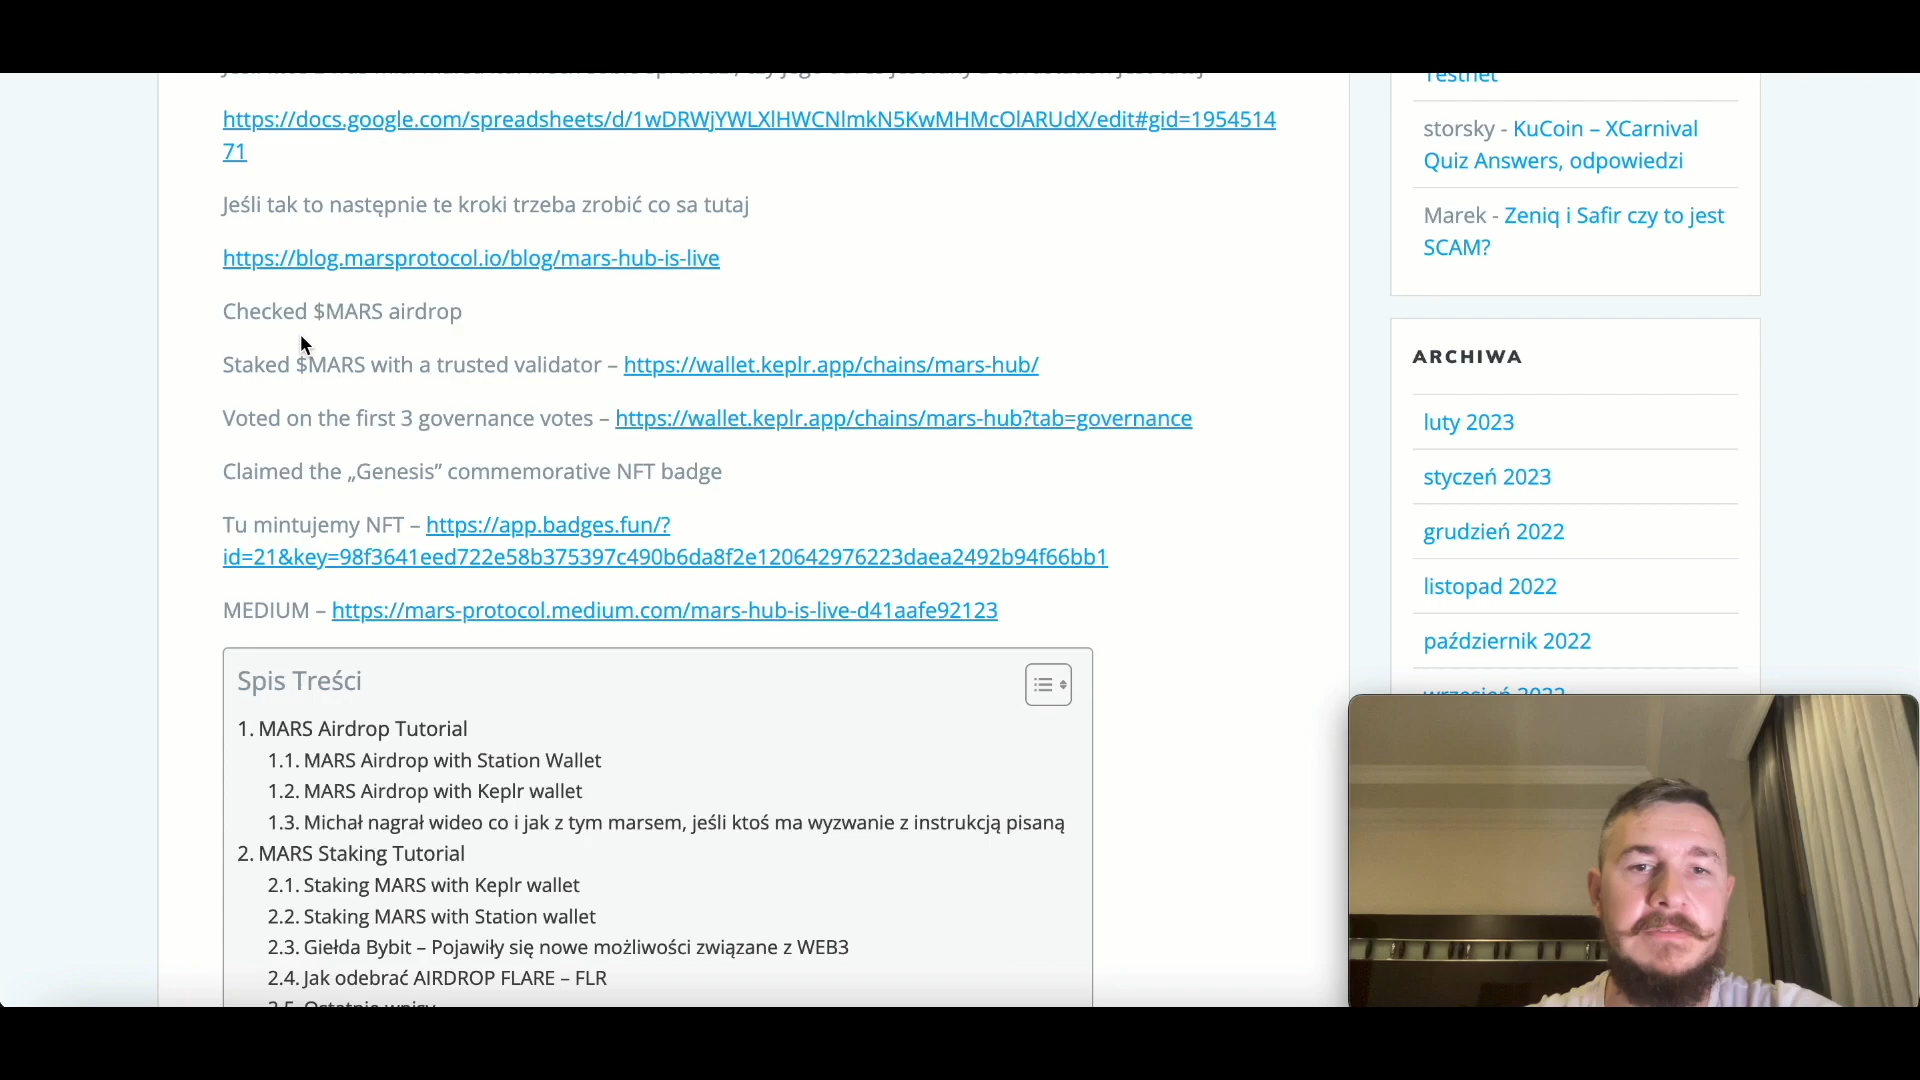 Testnet
https://docs.google.com/spreadsheets/d/1wDRWjYWLXlHWCNlmkN5KwMHMcOlARUdX/edit#gid=1954514
71
Jeśli tak to następnie te kroki trzeba zrobić co sa tutaj
https://blog.marsprotocol.io/blog/mars-hub-is-live
Checked $MARS airdrop
Staked $MARS with a trusted validator – https://wallet.keplr.app/chains/mars-hub/
Voted on the first 3 governance votes – https://wallet.keplr.app/chains/mars-hub?tab=governance
Claimed the „Genesis” commemorative NFT badge
Tu mintujemy NFT – https://app.badges.fun/?
id=21&key=98f3641eed722e58b375397c490b6da8f2e120642976223daea2492b94f66bb1
MEDIUM – https://mars-protocol.medium.com/mars-hub-is-live-d41aafe92123
Spis Treści
1. MARS Airdrop Tutorial
1.1. MARS Airdrop with Station Wallet
1.2. MARS Airdrop with Keplr wallet
1.3. Michał nagrał wideo co i jak z tym marsem, jeśli ktoś ma wyzwanie z instrukcją pisaną
2. MARS Staking Tutorial
2.1. Staking MARS with Keplr wallet
2.2. Staking MARS with Station wallet
2.3. Giełda Bybit – Pojawiły się nowe możliwości związane z WEB3
2.4. Jak odebrać AIRDROP FLARE – FLR
2.5. Ostatnie wpisy
storsky - KuCoin – XCarnival
Quiz Answers, odpowiedzi
Marek - Zeniq i Safir czy to jest
SCAM?
ARCHIWA
luty 2023
styczeń 2023
grudzień 2022
listopad 2022
październik 2022
wrzesień 2022